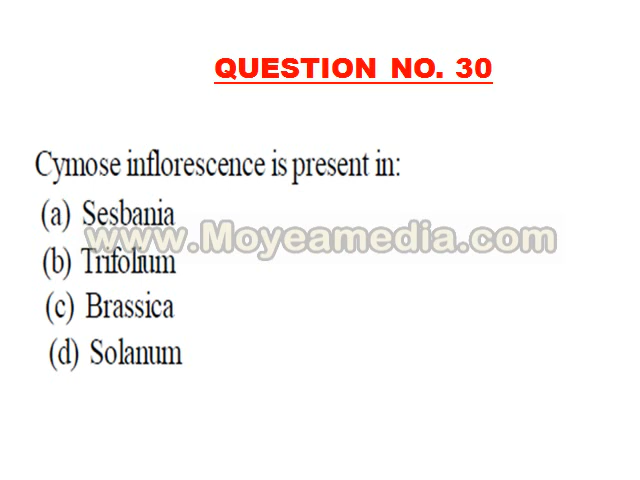 QUESTION NO. 30
Cymose inflorescence is present in:
(a) Sesbania
www.Moyeamedia.com
(b) Trifolium
(c) Brassica
(d) Solanum